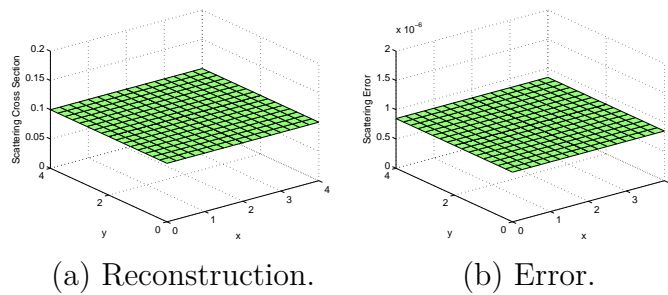 x 10^-6
0.2
0.15
0.1
0.05
0
Scattering Cross Section
4
2
0
y
0
1
2
3
4
x
2
1.5
1
0.5
0
Scattering Error
4
2
0
y
0
1
2
3
4
x
(a) Reconstruction.
(b) Error.